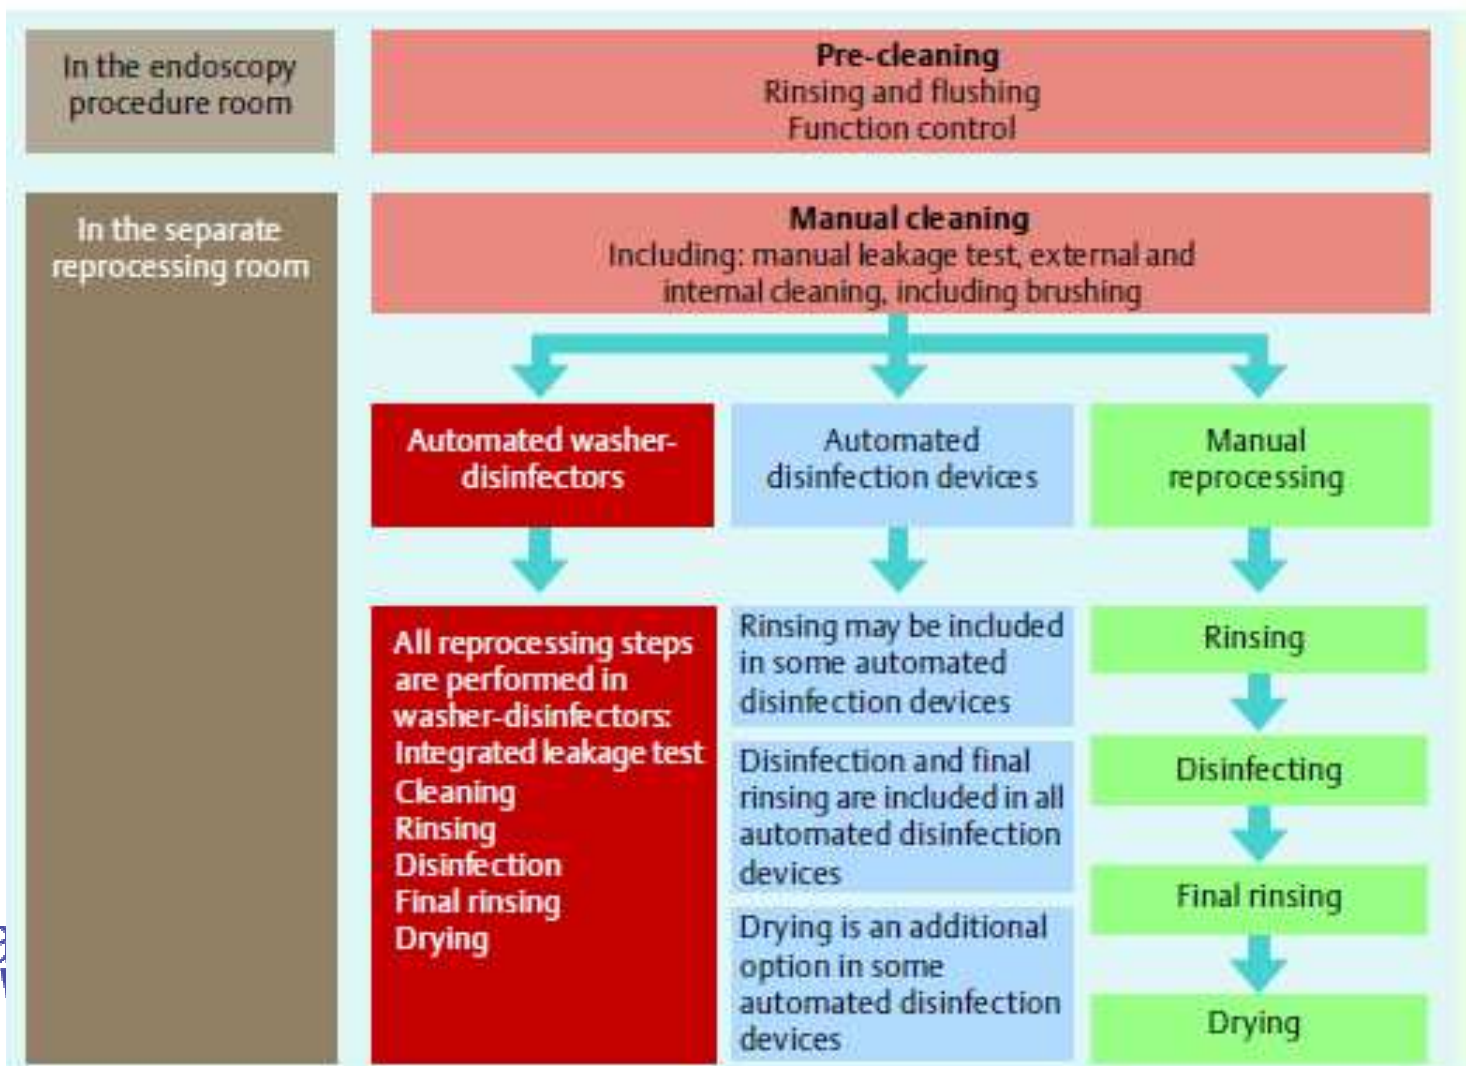 In the endoscopy
procedure room
Pre-cleaning
Rinsing and flushing
Function control
In the separate
reprocessing room
Manual cleaning
Including: manual leakage test, external and
internal cleaning, including brushing
Automated washer-
disinfectors
Automated
disinfection devices
Manual
reprocessing
All reprocessing steps
are performed in
washer-disinfectors:
Integrated leakage test
Cleaning
Rinsing
Disinfection
Final rinsing
Drying
Rinsing may be included
in some automated
disinfection devices
Disinfection and final
rinsing are included in all
automated disinfection
devices
Drying is an additional
option in some
automated disinfection
devices
Rinsing
Disinfecting
Final rinsing
Drying